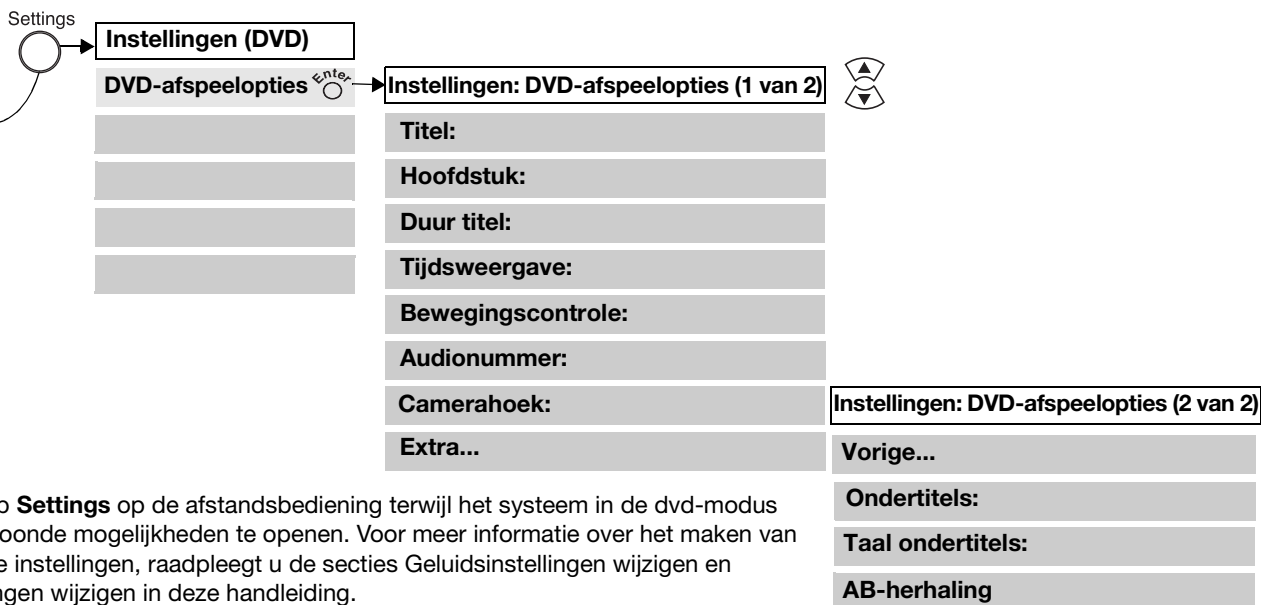 Settings
Instellingen (DVD)
DVD-afspeelopties Enter
Instellingen: DVD-afspeelopties (1 van 2)
Titel:
Hoofdstuk:
Duur titel:
Tijdsweergave:
Bewegingscontrole:
Audionummer:
Camerahoek:
Extra...
Instellingen: DVD-afspeelopties (2 van 2)
Vorige...
Ondertitels:
Taal ondertitels:
AB-herhaling
Settings op de afstandsbediening terwijl het systeem in de dvd-modus
oonde mogelijkheden te openen. Voor meer informatie over het maken van
e instellingen, raadpleegt u de secties Geluidsinstellingen wijzigen en
ngen wijzigen in deze handleiding.